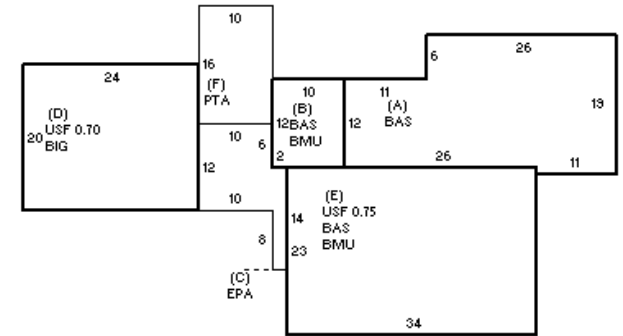 10
26
6
16
(F)
PTA
24
10
11
(B)
(A)
19
(D)
USF 0.70
BIG
20
12
BAS
BMU
12
BAS
10
6
2
26
11
12
10
(E)
USF 0.75
BAS
BMU
14
8
23
(C)
EPA
34